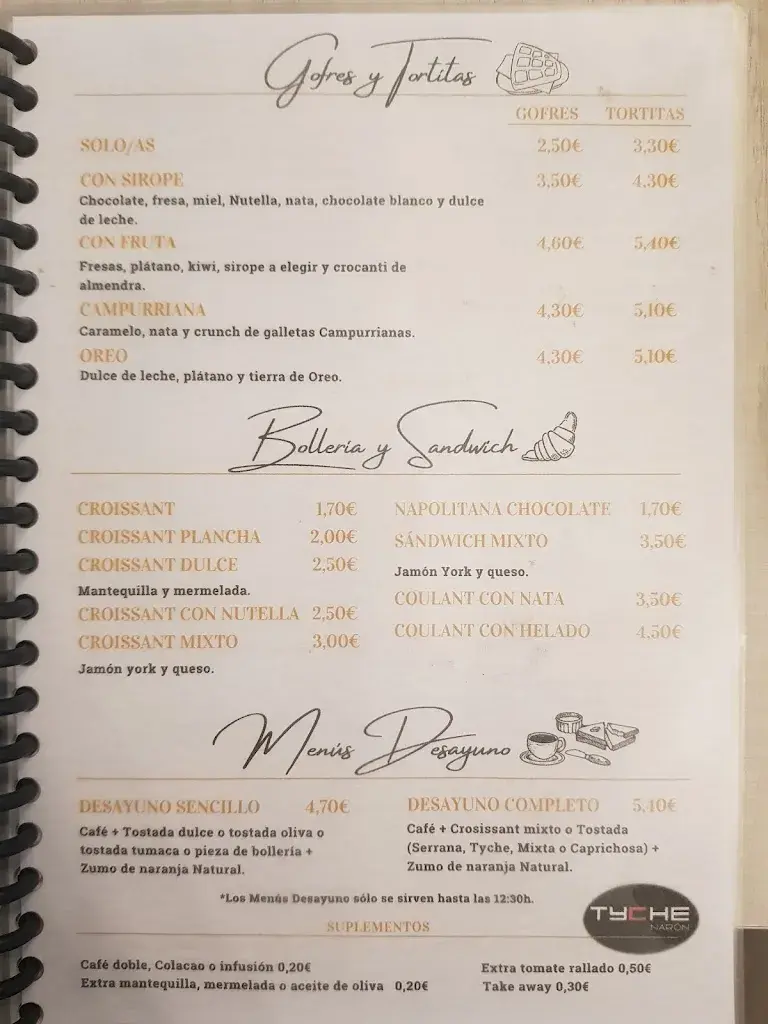 Gofres y Tortitas
GOFRES TORTITAS
SOLO/AS 2,50€ 3,30€
CON SIROPE 3,50€ 4,30€
Chocolate, fresa, miel, Nutella, nata, chocolate blanco y dulce
de leche.
CON FRUTA 4,60€ 5,40€
Fresas, plátano, kiwi, sirope a elegir y crocanti de
almendra.
CAMPURRIANA 4,30€ 5,10€
Caramelo, nata y crunch de galletas Campurrianas.
OREO 4,30€ 5,10€
Dulce de leche, plátano y tierra de Oreo.
Bollería y Sandwich
CROISSANT 1,70€
CROISSANT PLANCHA 2,00€
CROISSANT DULCE 2,50€
Mantequilla y mermelada.
CROISSANT CON NUTELLA 2,50€
CROISSANT MIXTO 3,00€
Jamón york y queso.
NAPOLITANA CHOCOLATE 1,70€
SÁNDWICH MIXTO 3,50€
Jamón York y queso.
COULANT CON NATA 3,50€
COULANT CON HELADO 4,50€
Menús Desayuno
DESAYUNO SENCILLO 4,70€
Café + Tostada dulce o tostada oliva o
tostada tumaca o pieza de bollería +
Zumo de naranja Natural.
DESAYUNO COMPLETO 5,40€
Café + Crosissant mixto o Tostada
(Serrana, Tyche, Mixta o Caprichosa) +
Zumo de naranja Natural.
*Los Menús Desayuno sólo se sirven hasta las 12:30h.
TYCHE
NARÓN
SUPLEMENTOS
Café doble, Colacao o infusión 0,20€
Extra mantequilla, mermelada o aceite de oliva 0,20€
Extra tomate rallado 0,50€
Take away 0,30€